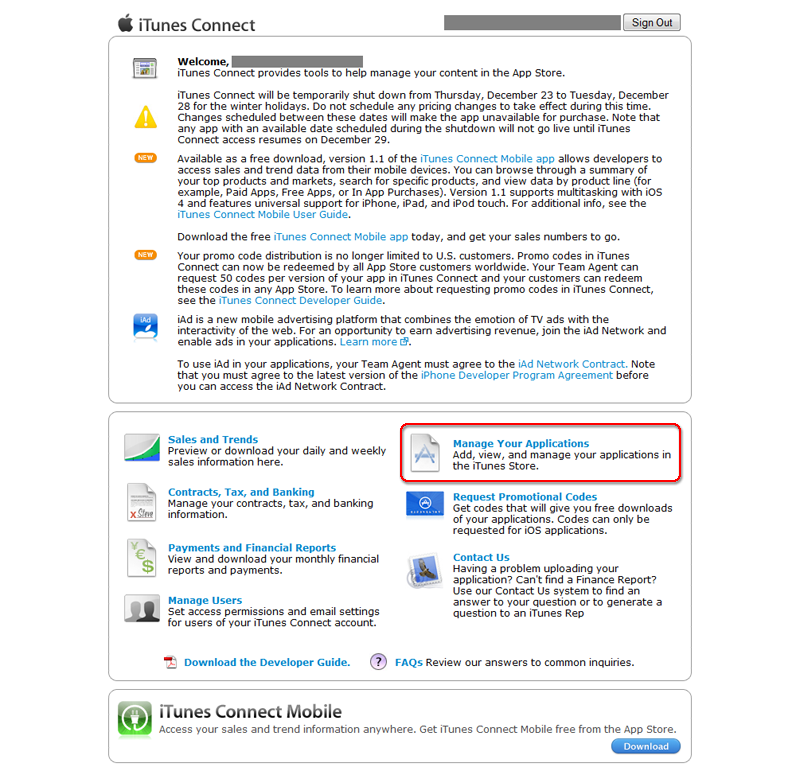 iTunes Connect
Sign Out
Welcome,
iTunes Connect provides tools to help manage your content in the App Store.
iTunes Connect will be temporarily shut down from Thursday, December 23 to Tuesday, December
28 for the winter holidays. Do not schedule any pricing changes to take effect during this time.
Changes scheduled between these dates will make the app unavailable for purchase. Note that
any app with an available date scheduled during the shutdown will not go live until iTunes
Connect access resumes on December 29.
NEW
Available as a free download, version 1.1 of the iTunes Connect Mobile app allows developers to
access sales and trend data from their mobile devices. You can browse through a summary of
your top products and markets, search for specific products, and view data by product line (for
example, Paid Apps, Free Apps, or In App Purchases). Version 1.1 supports multitasking with iOS
4 and features universal support for iPhone, iPad, and iPod touch. For additional info, see the
iTunes Connect Mobile User Guide.
Download the free iTunes Connect Mobile app today, and get your sales numbers to go.
NEW
Your promo code distribution is no longer limited to U.S. customers. Promo codes in iTunes
Connect can now be redeemed by all App Store customers worldwide. Your Team Agent can
request 50 codes per version of your app in iTunes Connect and your customers can redeem
these codes in any App Store. To learn more about requesting promo codes in iTunes Connect,
see the iTunes Connect Developer Guide.
iAd
iAd is a new mobile advertising platform that combines the emotion of TV ads with the
interactivity of the web. For an opportunity to earn advertising revenue, join the iAd Network and
enable ads in your applications. Learn more.
To use iAd in your applications, your Team Agent must agree to the iAd Network Contract. Note
that you must agree to the latest version of the iPhone Developer Program Agreement before
you can access the iAd Network Contract.
Sales and Trends
Preview or download your daily and weekly
sales information here.
Contracts, Tax, and Banking
Manage your contracts, tax, and banking
information.
Payments and Financial Reports
View and download your monthly financial
reports and payments.
Manage Users
Set access permissions and email settings
for users of your iTunes Connect account.
Manage Your Applications
Add, view, and manage your applications in
the iTunes Store.
Request Promotional Codes
Get codes that will give you free downloads
of your applications. Codes can only be
requested for iOS applications.
Contact Us
Having a problem uploading your
application? Can't find a Finance Report?
Use our Contact Us system to find an
answer to your question or to generate a
question to an iTunes Rep
Download the Developer Guide.
? FAQs Review our answers to common inquiries.
iTunes Connect Mobile
Access your sales and trend information anywhere. Get iTunes Connect Mobile free from the App Store.
Download